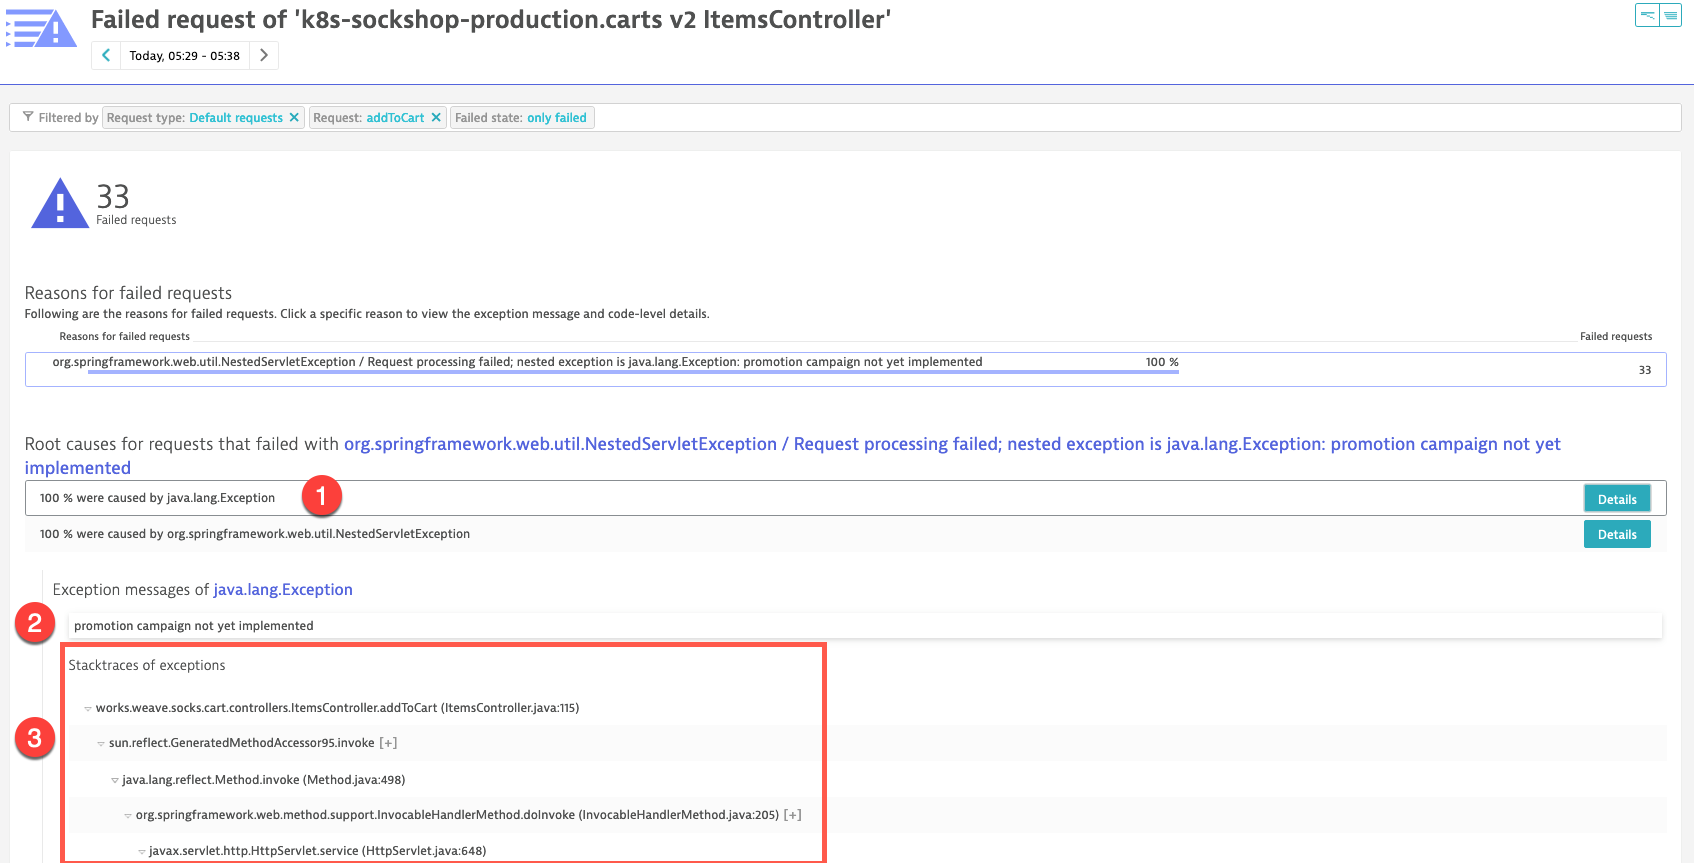 Failed request of 'k8s-sockshop-production.carts v2 ItemsController'
Today, 05:29 - 05:38
Filtered by Request type: Default requests ✕ Request: addToCart ✕ Failed state: only failed
33
Failed requests
Reasons for failed requests
Following are the reasons for failed requests. Click a specific reason to view the exception message and code-level details.
Reasons for failed requests Failed requests
org.springframework.web.util.NestedServletException / Request processing failed; nested exception is java.lang.Exception: promotion campaign not yet implemented 100 % 33
Root causes for requests that failed with org.springframework.web.util.NestedServletException / Request processing failed; nested exception is java.lang.Exception: promotion campaign not yet
implemented
100 % were caused by java.lang.Exception 1 Details
100 % were caused by org.springframework.web.util.NestedServletException Details
Exception messages of java.lang.Exception
2 promotion campaign not yet implemented
Stacktraces of exceptions
works.weave.socks.cart.controllers.ItemsController.addToCart (ItemsController.java:115)
3 sun.reflect.GeneratedMethodAccessor95.invoke [+]
java.lang.reflect.Method.invoke (Method.java:498)
org.springframework.web.method.support.InvocableHandlerMethod.doInvoke (InvocableHandlerMethod.java:205) [+]
javax.servlet.http.HttpServlet.service (HttpServlet.java:648)